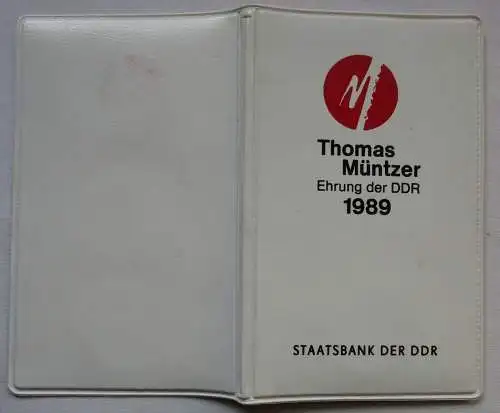 M
Thomas
Müntzer
Ehrung der DDR
1989
STAATSBANK DER DDR